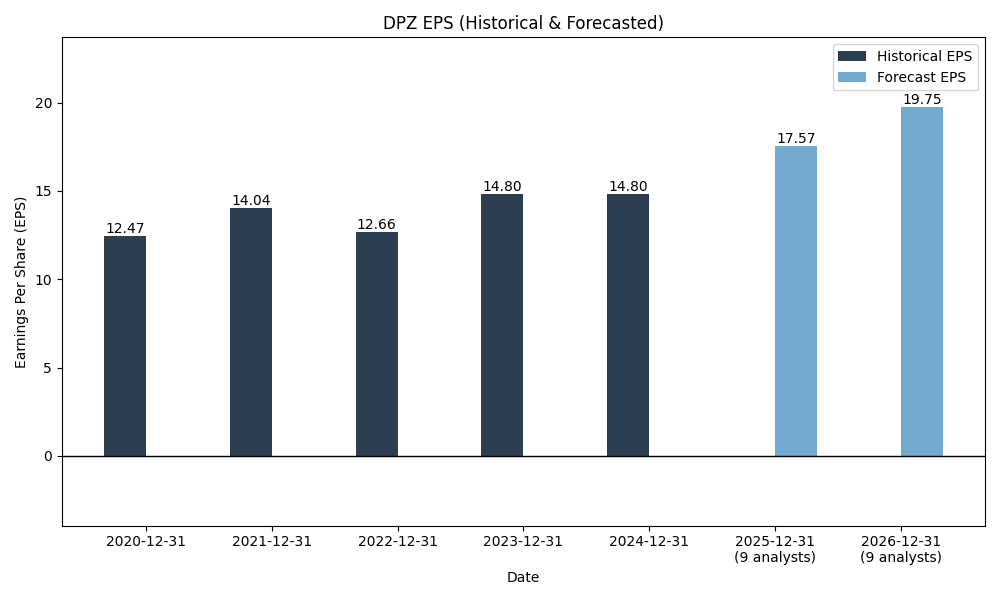 DPZ EPS (Historical & Forecasted)
Historical EPS
Forecast EPS
Earnings Per Share (EPS)
20
15
10
5
0
12.47
14.04
12.66
14.80
14.80
17.57
19.75
2020-12-31
2021-12-31
2022-12-31
2023-12-31
2024-12-31
2025-12-31
(9 analysts)
2026-12-31
(9 analysts)
Date